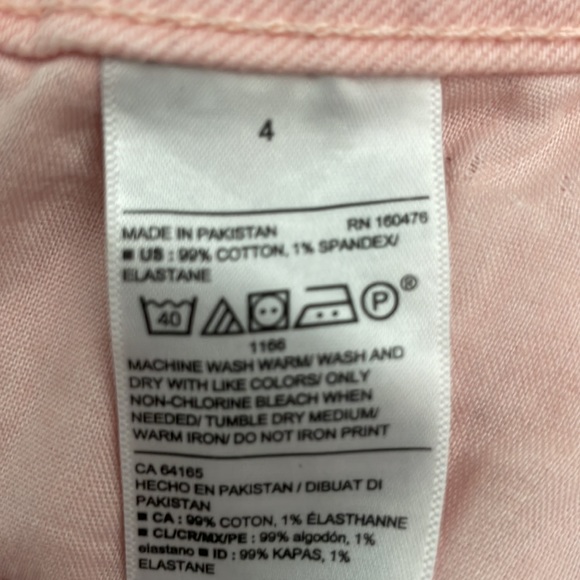 4
MADE IN PAKISTAN RN 160476
■ US : 99% COTTON, 1% SPANDEX/
ELASTANE
40 P ®
1166
MACHINE WASH WARM/ WASH AND
DRY WITH LIKE COLORS/ ONLY
NON-CHLORINE BLEACH WHEN
NEEDED/ TUMBLE DRY MEDIUM/
WARM IRON/ DO NOT IRON PRINT
CA 64165
HECHO EN PAKISTAN / DIBUAT DI
PAKISTAN
■ CA : 99% COTON, 1% ÉLASTHANNE
■ CL/CR/MX/PE : 99% algodón, 1%
elastano ■ ID : 99% KAPAS, 1%
ELASTANE